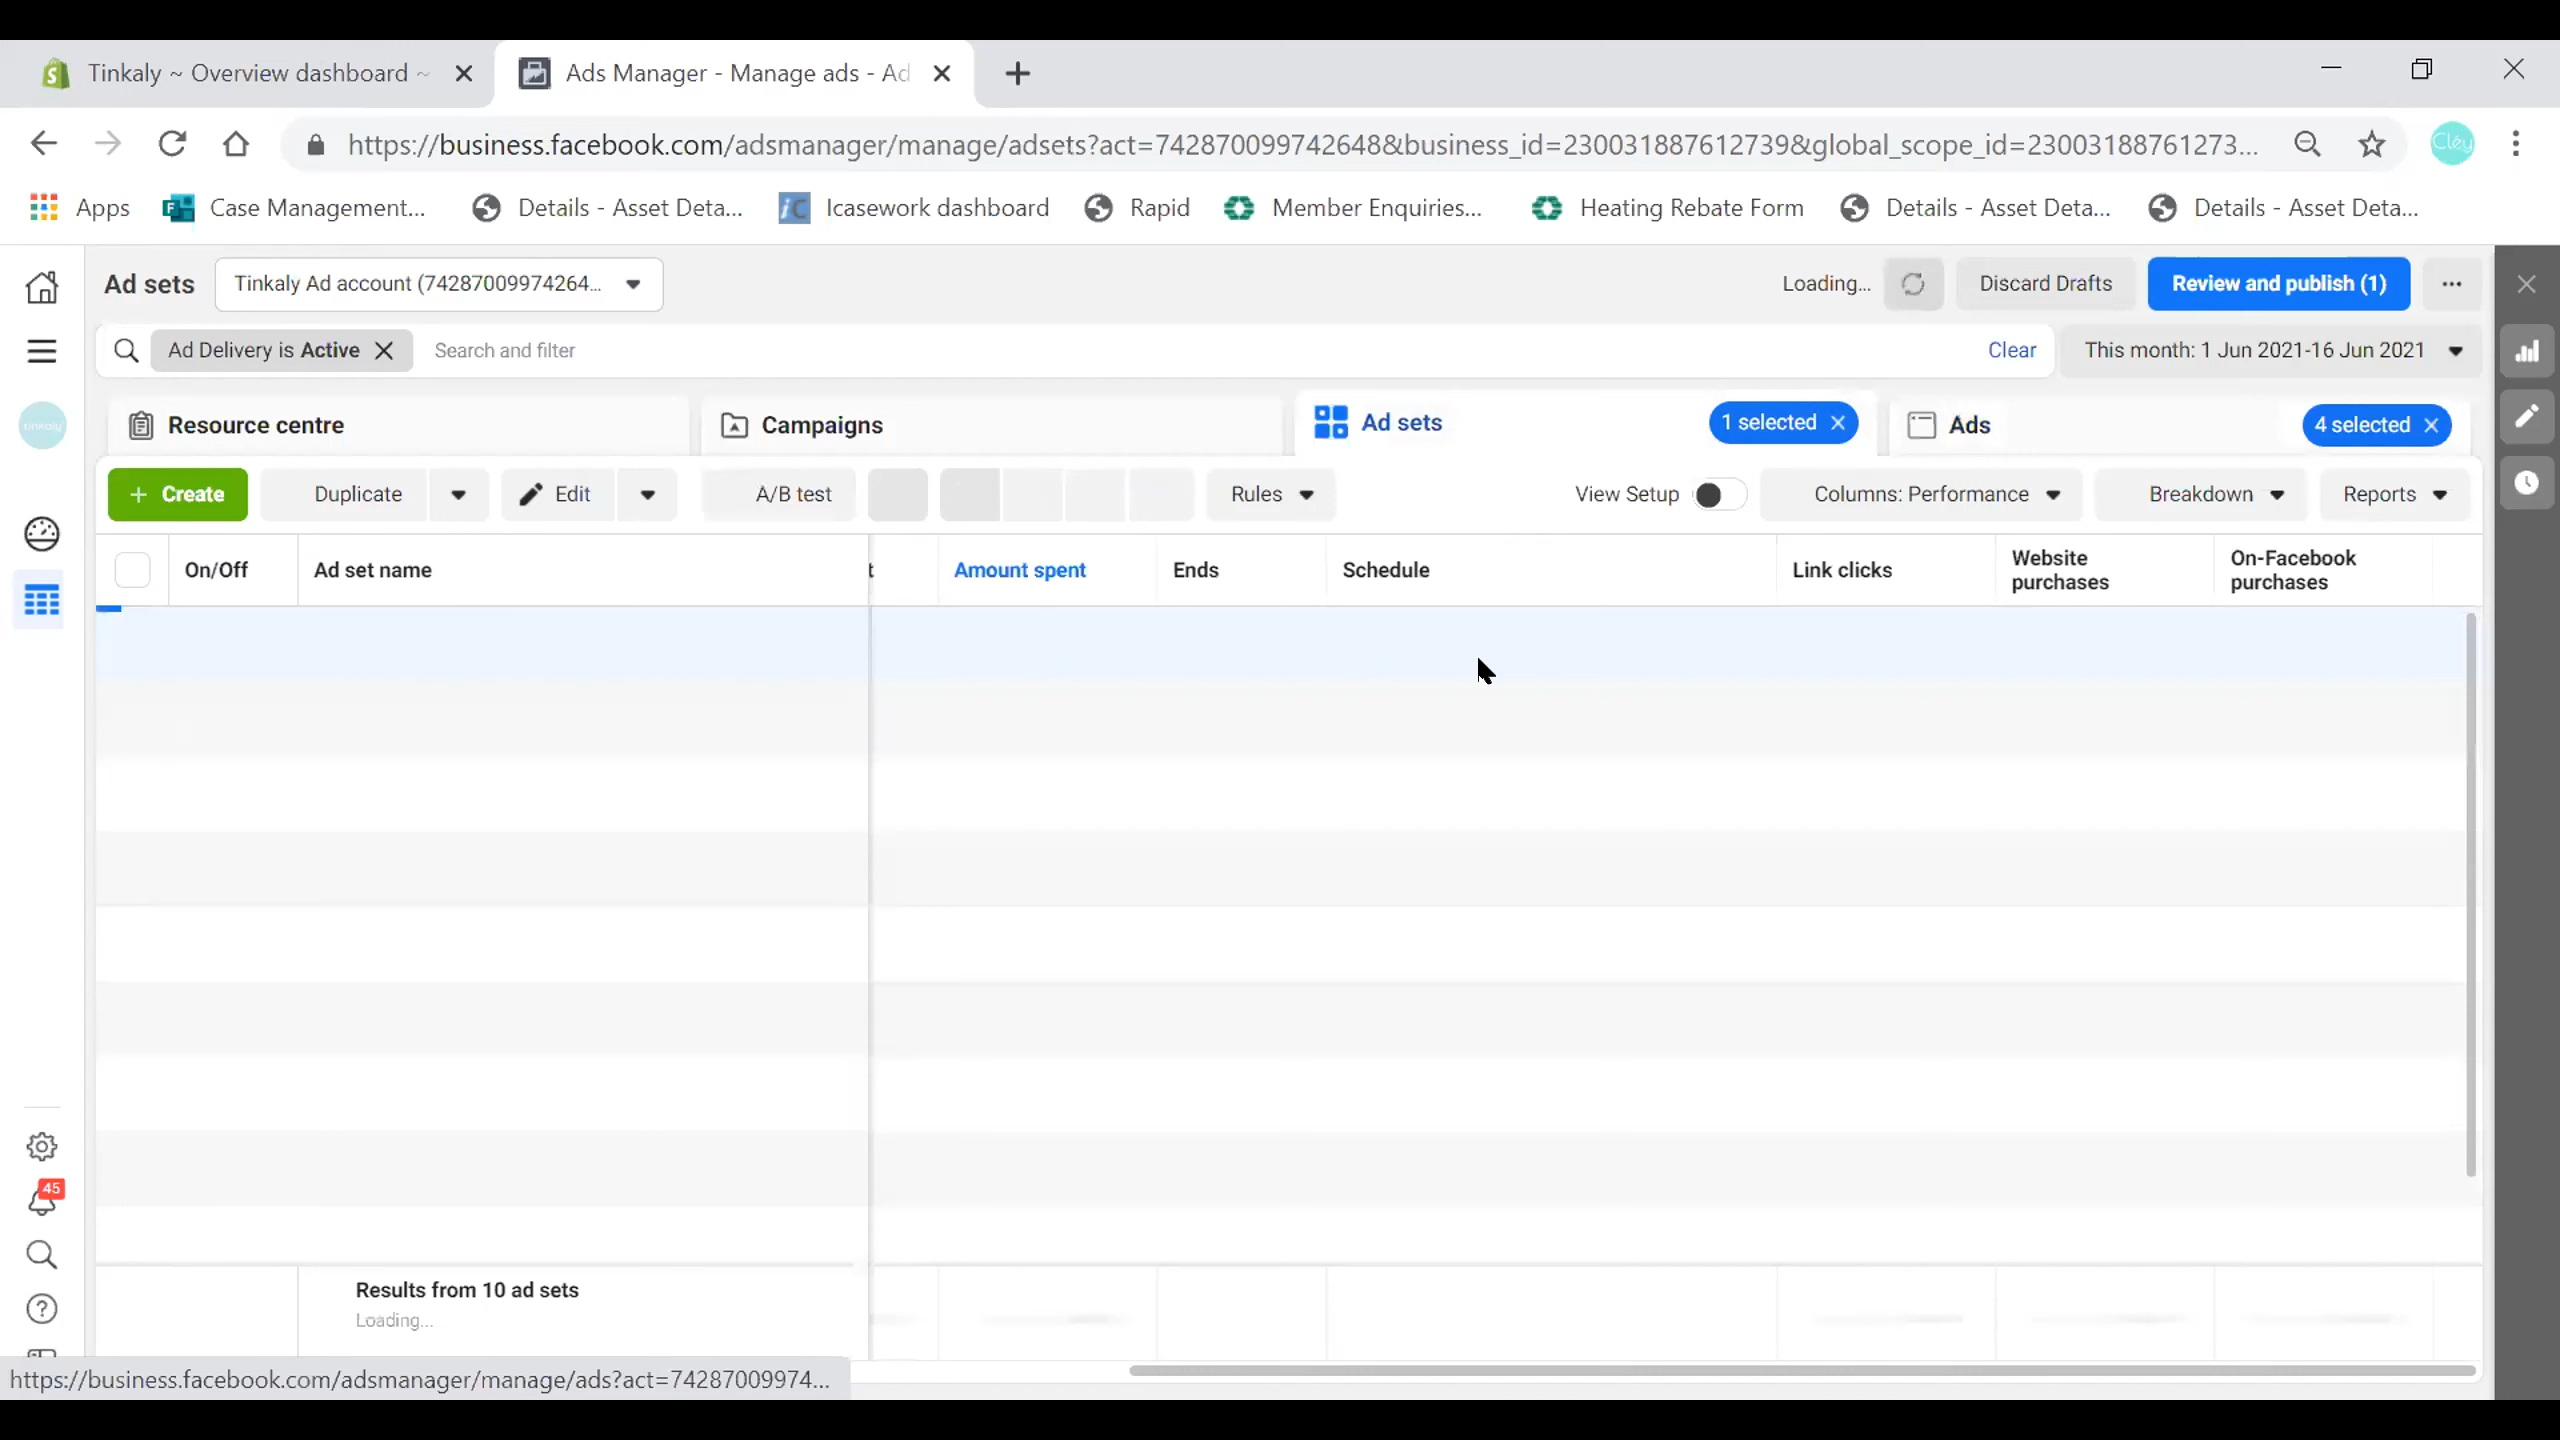 Tinkaly ~ Overview dashboard ~
Ads Manager - Manage ads - Ad
https://business.facebook.com/adsmanager/manage/adsets?act=742870099742648&business_id=230031887612739&global_scope_id=23003188761273...
Cléy
Apps
Case Management...
Details - Asset Deta...
Icasework dashboard
Rapid
Member Enquiries...
Heating Rebate Form
Details - Asset Deta...
Details - Asset Deta...
Ad sets
Tinkaly Ad account (74287009974264...
Loading...
Discard Drafts
Review and publish (1)
Ad Delivery is Active
Search and filter
Clear
This month: 1 Jun 2021-16 Jun 2021
tinkaly
Resource centre
Campaigns
Ad sets
1 selected
Ads
4 selected
+ Create
Duplicate
Edit
A/B test
Rules
View Setup
Columns: Performance
Breakdown
Reports
On/Off
Ad set name
t
Amount spent
Ends
Schedule
Link clicks
Website
purchases
On-Facebook
purchases
45
Results from 10 ad sets
Loading...
https://business.facebook.com/adsmanager/manage/ads?act=74287009974...